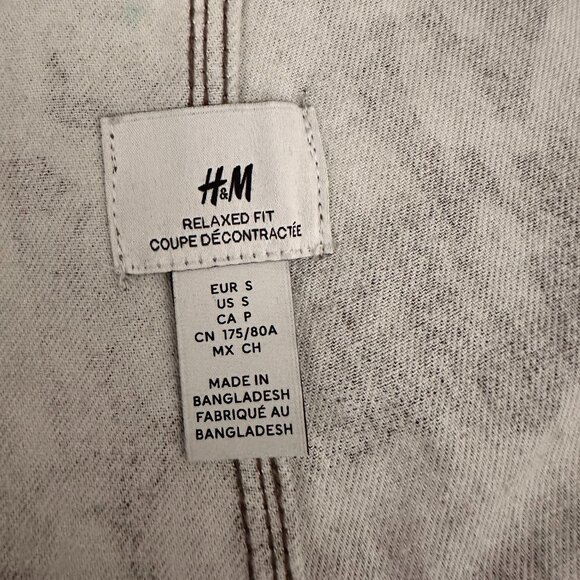 H&M
RELAXED FIT
COUPE DÉCONTRACTÉE
EUR S
US S
CA P
CN 175/80A
MX CH
MADE IN
BANGLADESH
FABRIQUÉ AU
BANGLADESH